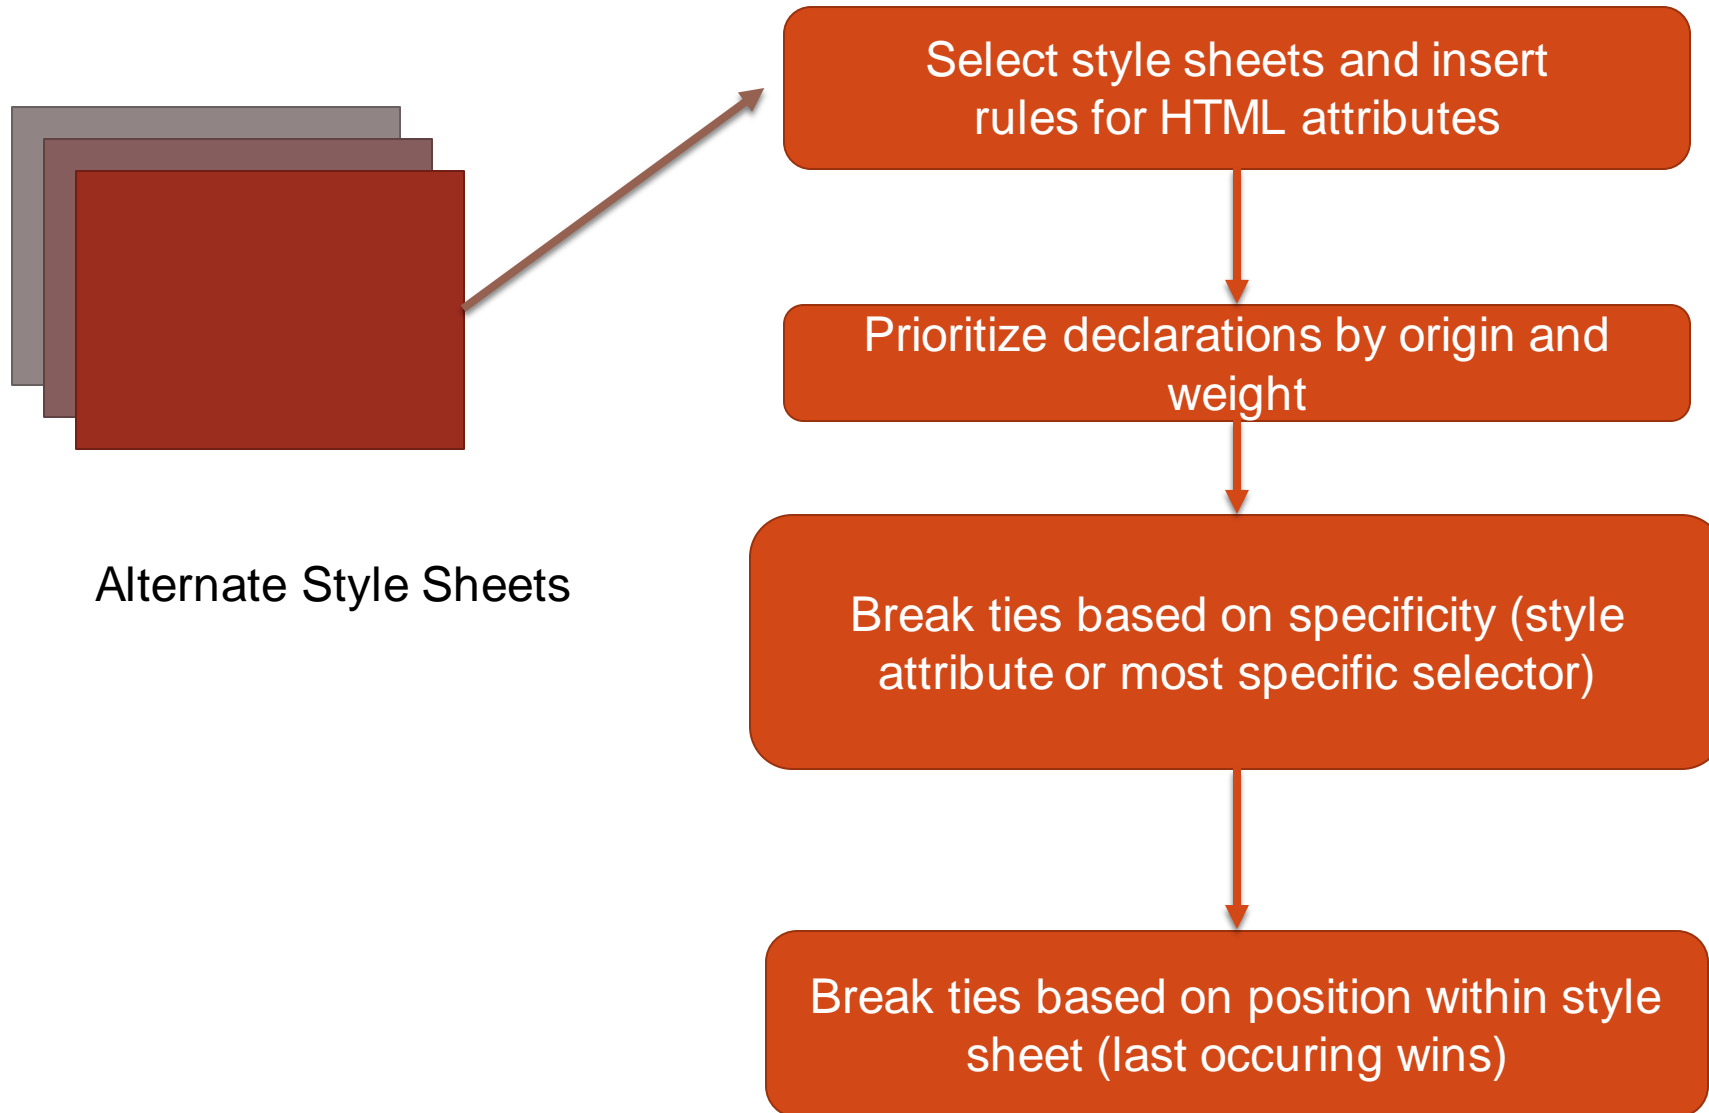 Select style sheets and insert
rules for HTML attributes
Prioritize declarations by origin and
weight
Alternate Style Sheets
Break ties based on specificity (style
attribute or most specific selector)
Break ties based on position within style
sheet (last occuring wins)